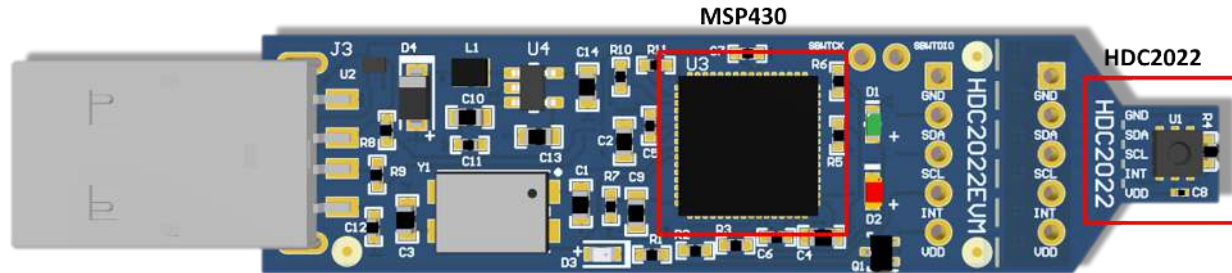 MSP430
HDC2022
J3
U2
D4
L1
U4
C14
R10
R11
C7
U3
SBWTCK
SBWTDIO
R6
D1
GND
GND
SDA
SDA
SCL
SCL
INT
INT
VDD
VDD
HDC2022EVM
HDC2022
GND
SDA
SCL
INT
VDD
U1
R4
C8
C10
R8
C11
C13
C2
C5
R5
R9
Y1
C1
R7
C9
D2
C12
C3
D3
R1
R2
R3
C6
C4
Q1